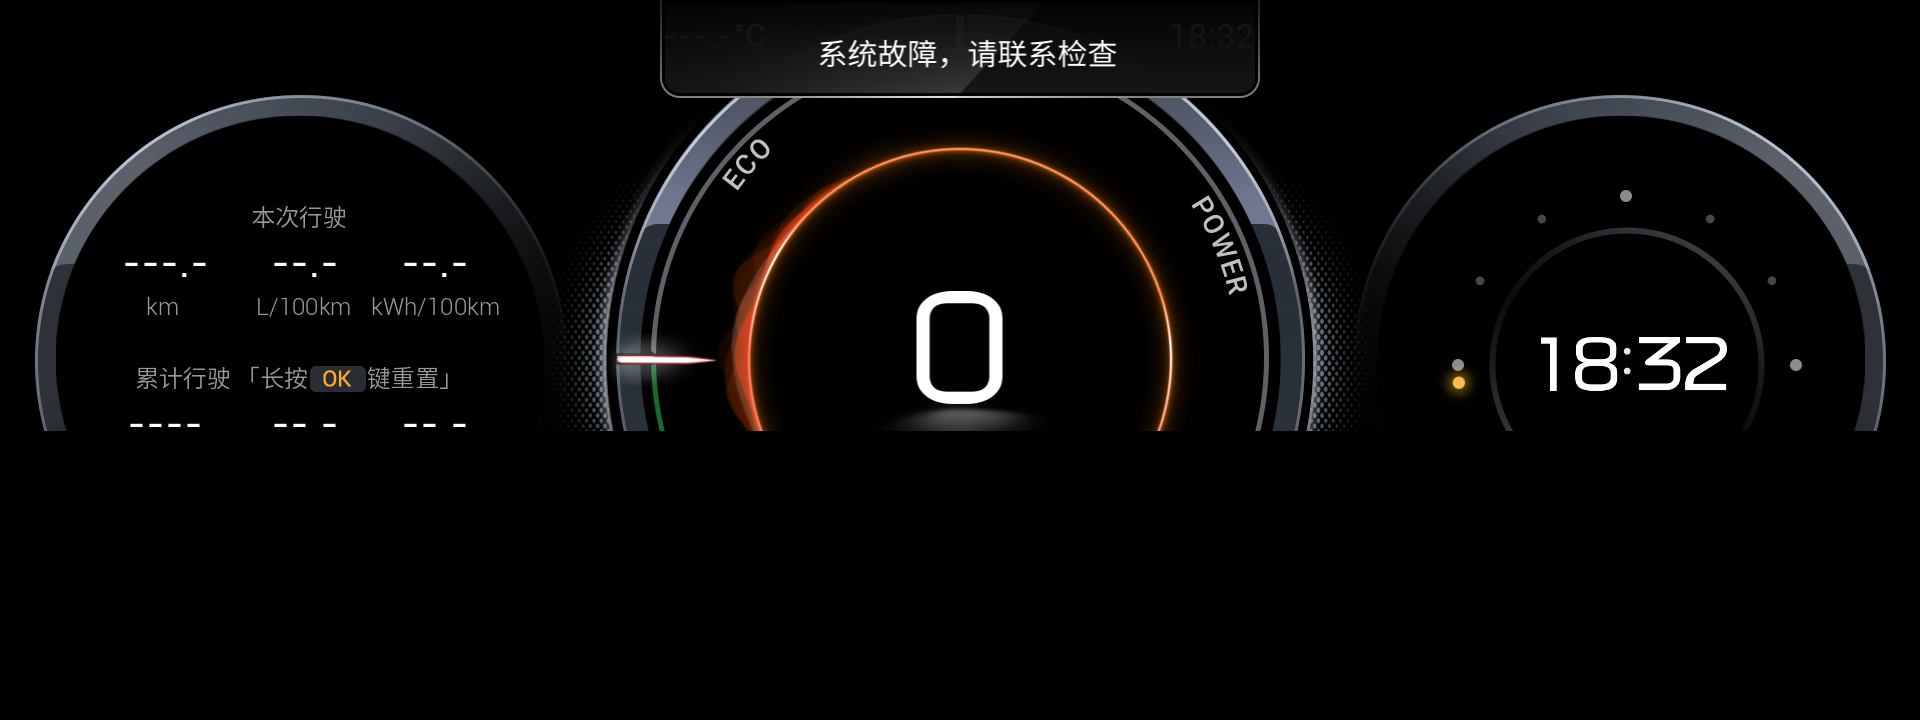 ---.-°C
18:32
系统故障，请联系检查
ECO
POWER
本次行驶
---.- --.- --.-
km L/100km kWh/100km
0
18:32
累计行驶「长按 OK 键重置」
---- -- - -- -